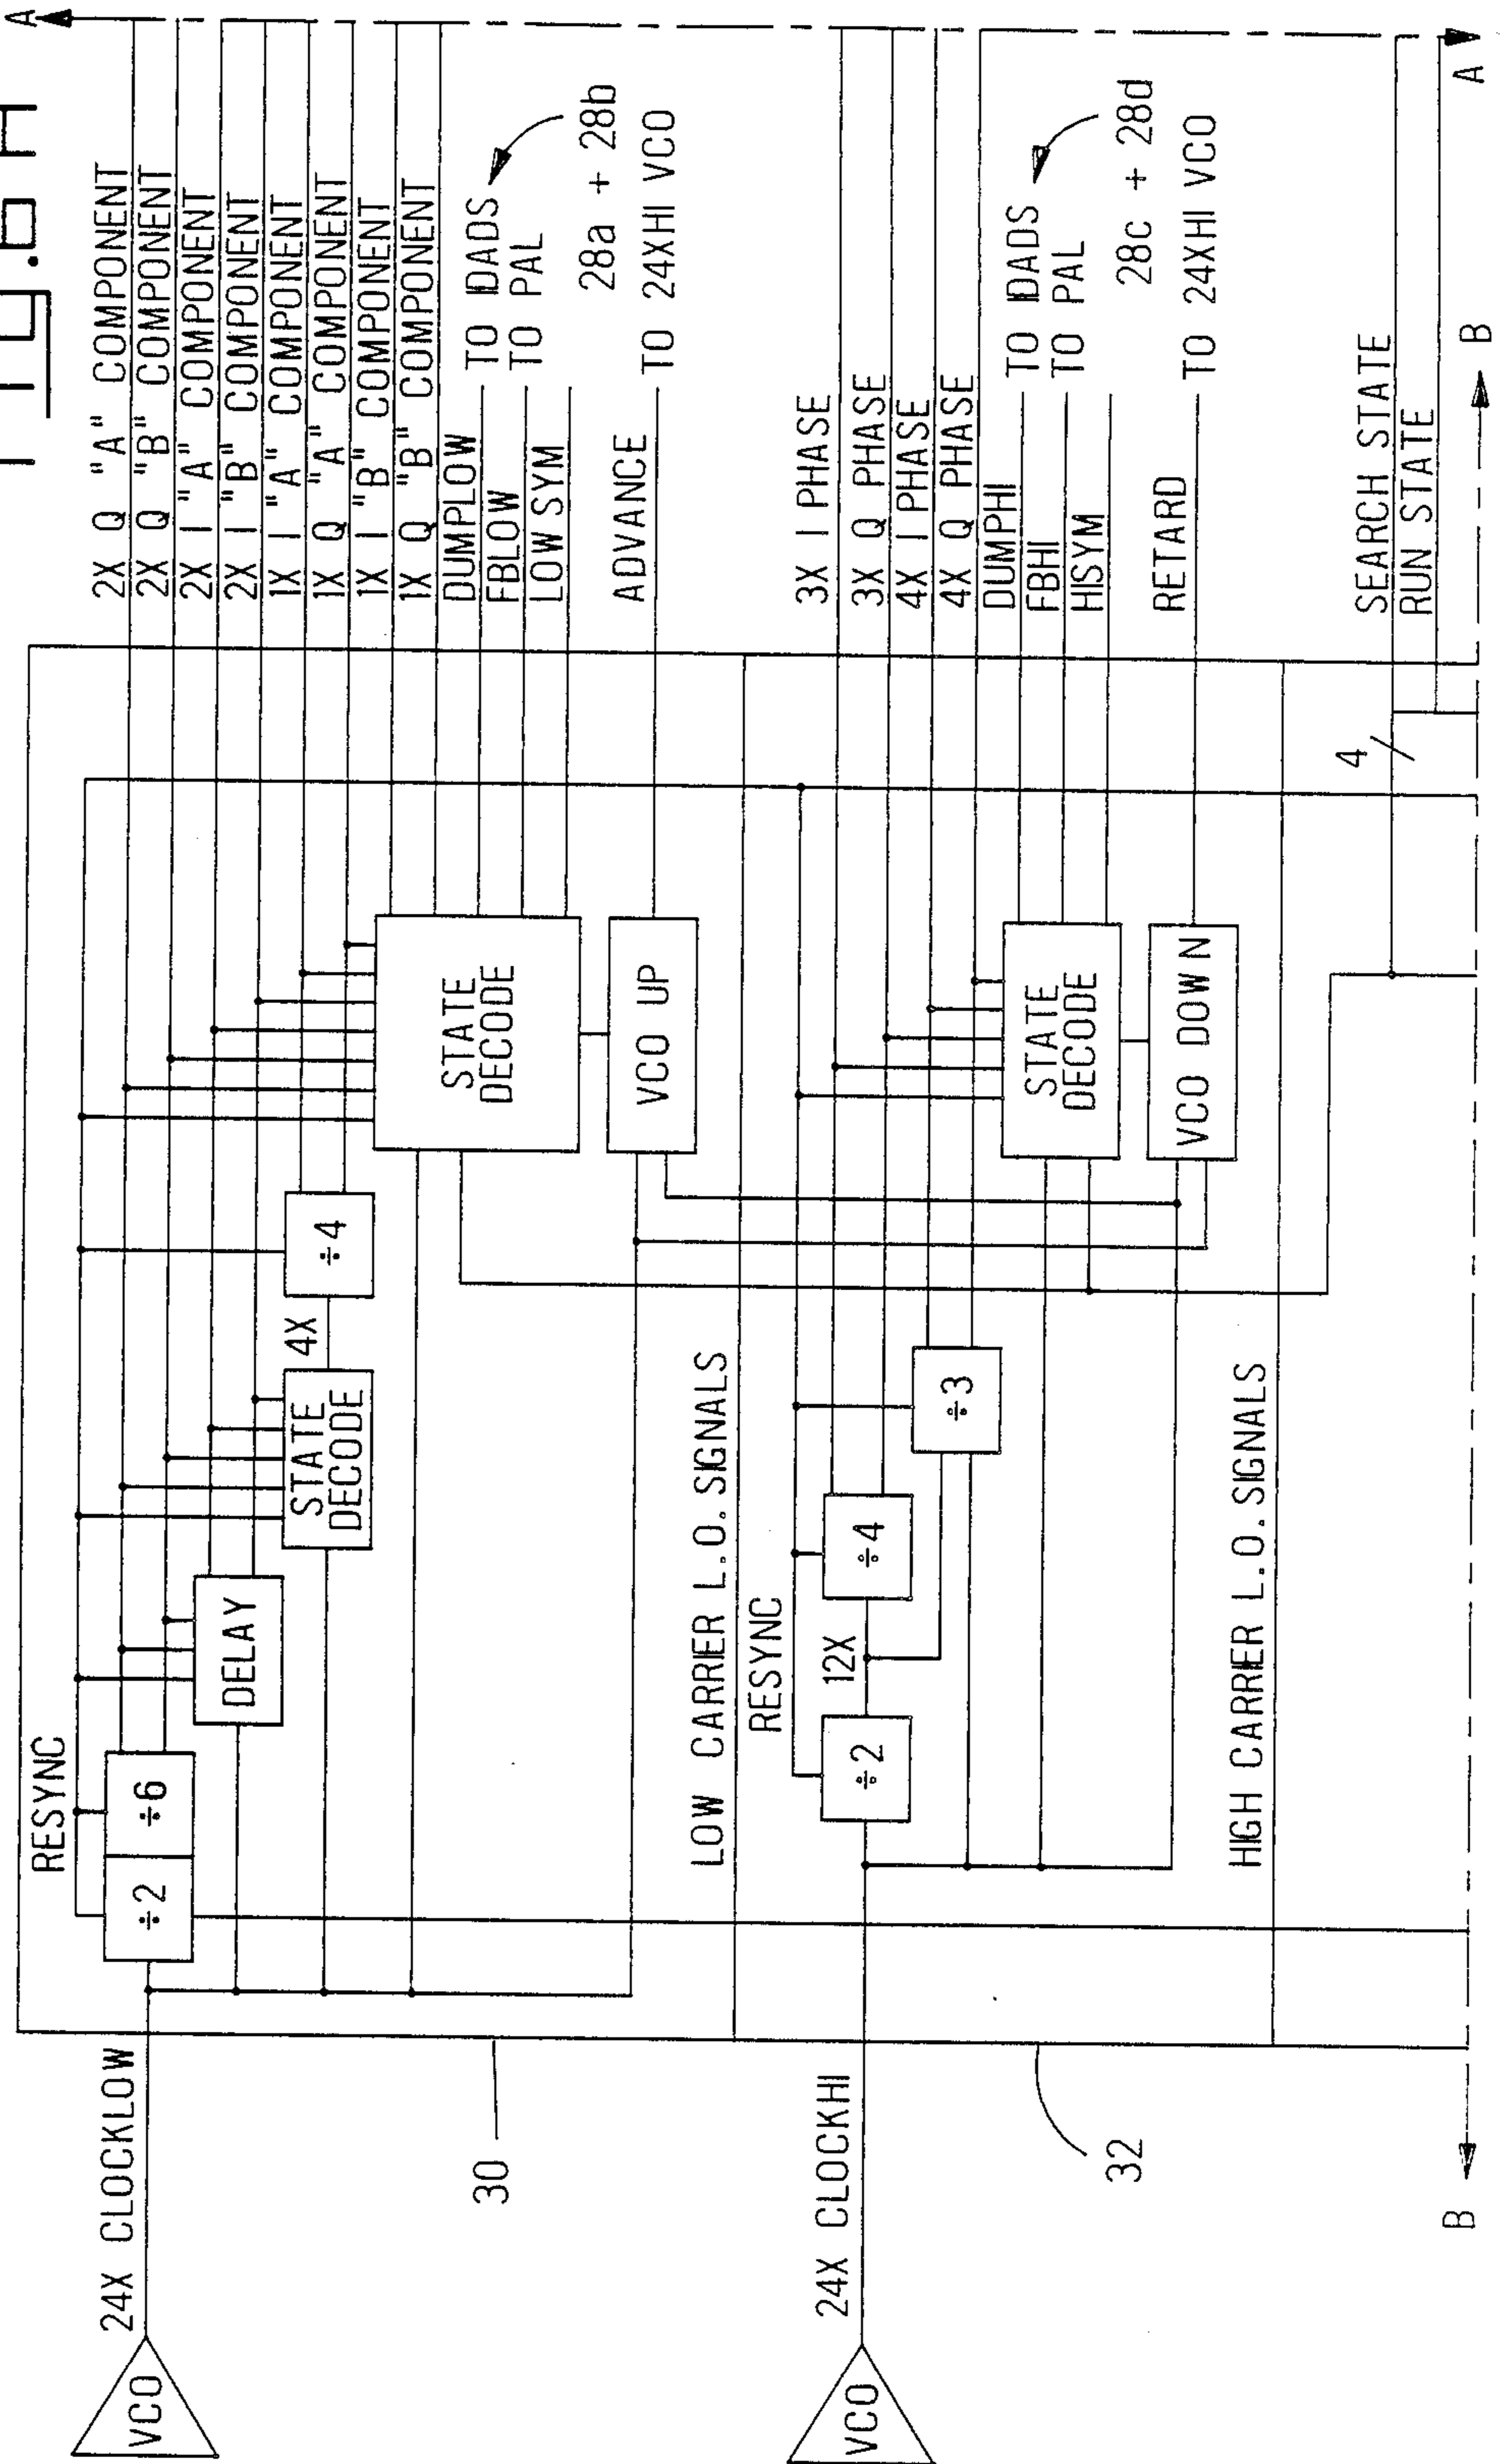 A
2X Q "A" COMPONENT
2X Q "B" COMPONENT
2X I "A" COMPONENT
2X I "B" COMPONENT
1X I "A" COMPONENT
1X Q "A" COMPONENT
1X I "B" COMPONENT
1X Q "B" COMPONENT
DUMPLOW
TO IDADS
FBLOW
TO PAL
LOW SYM
28a + 28b
ADVANCE
TO 24XHI VCO
RESYNC
÷2
÷6
DELAY
STATE
DECODE
4X
÷4
STATE
DECODE
VCO UP
24X CLOCKLOW
VCO
30
LOW CARRIER L.O. SIGNALS
3X I PHASE
3X Q PHASE
4X I PHASE
4X Q PHASE
DUMPHI
TO IDADS
FBHI
TO PAL
HISYM
28c + 28d
RETARD
TO 24XHI VCO
RESYNC
÷2
12X
÷4
÷3
STATE
DECODE
VCO DOWN
24X CLOCKHI
VCO
32
HIGH CARRIER L.O. SIGNALS
4
SEARCH STATE
RUN STATE
A
B
B